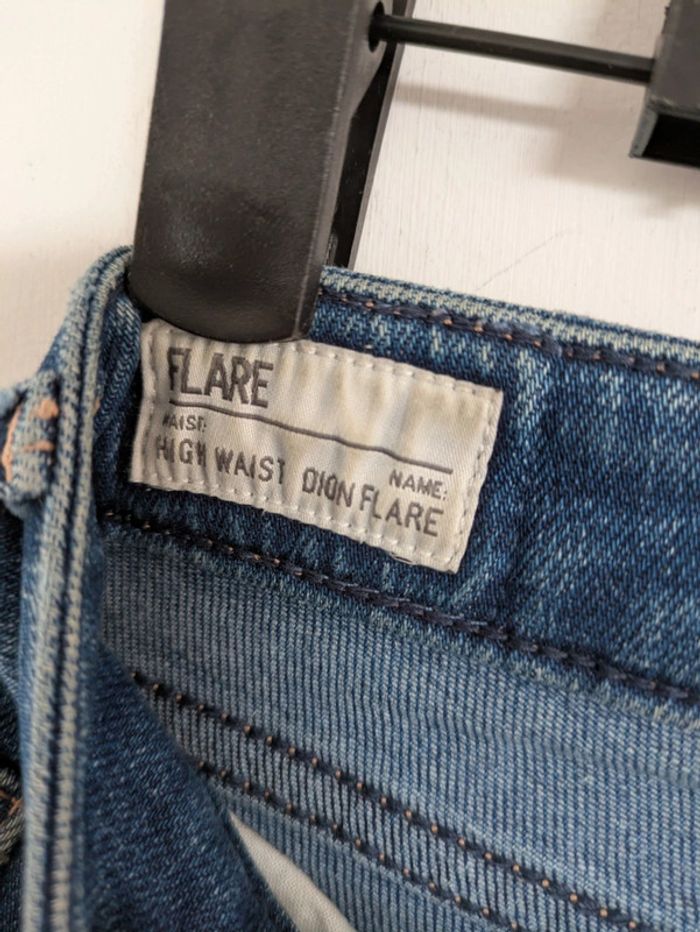 FLARE
WAIST:
NAME:
HIGH WAIST DION FLARE